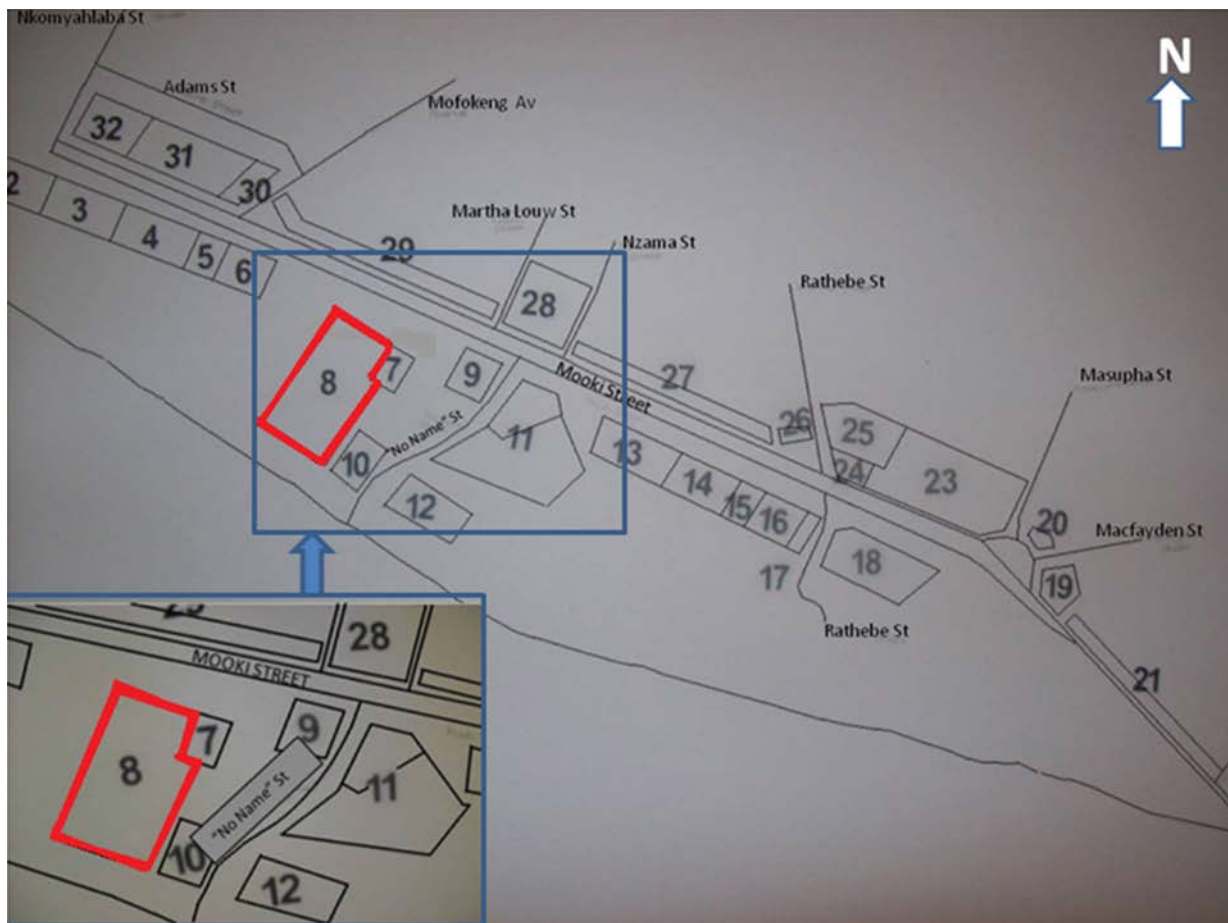 Nkomyahlaba St
N
Adams St
Mofokeng Av
32
31
30
2
3
4
5
6
29
Martha Louw St
Nzama St
28
Rathebe St
Masupha St
8
7
9
Mooki Street
27
26
25
24
23
"No Name" St
10
11
12
13
14
15
16
17
18
20
Macfayden St
19
Rathebe St
21
28
MOOKI STREET
7
9
8
11
"No Name" St
10
12